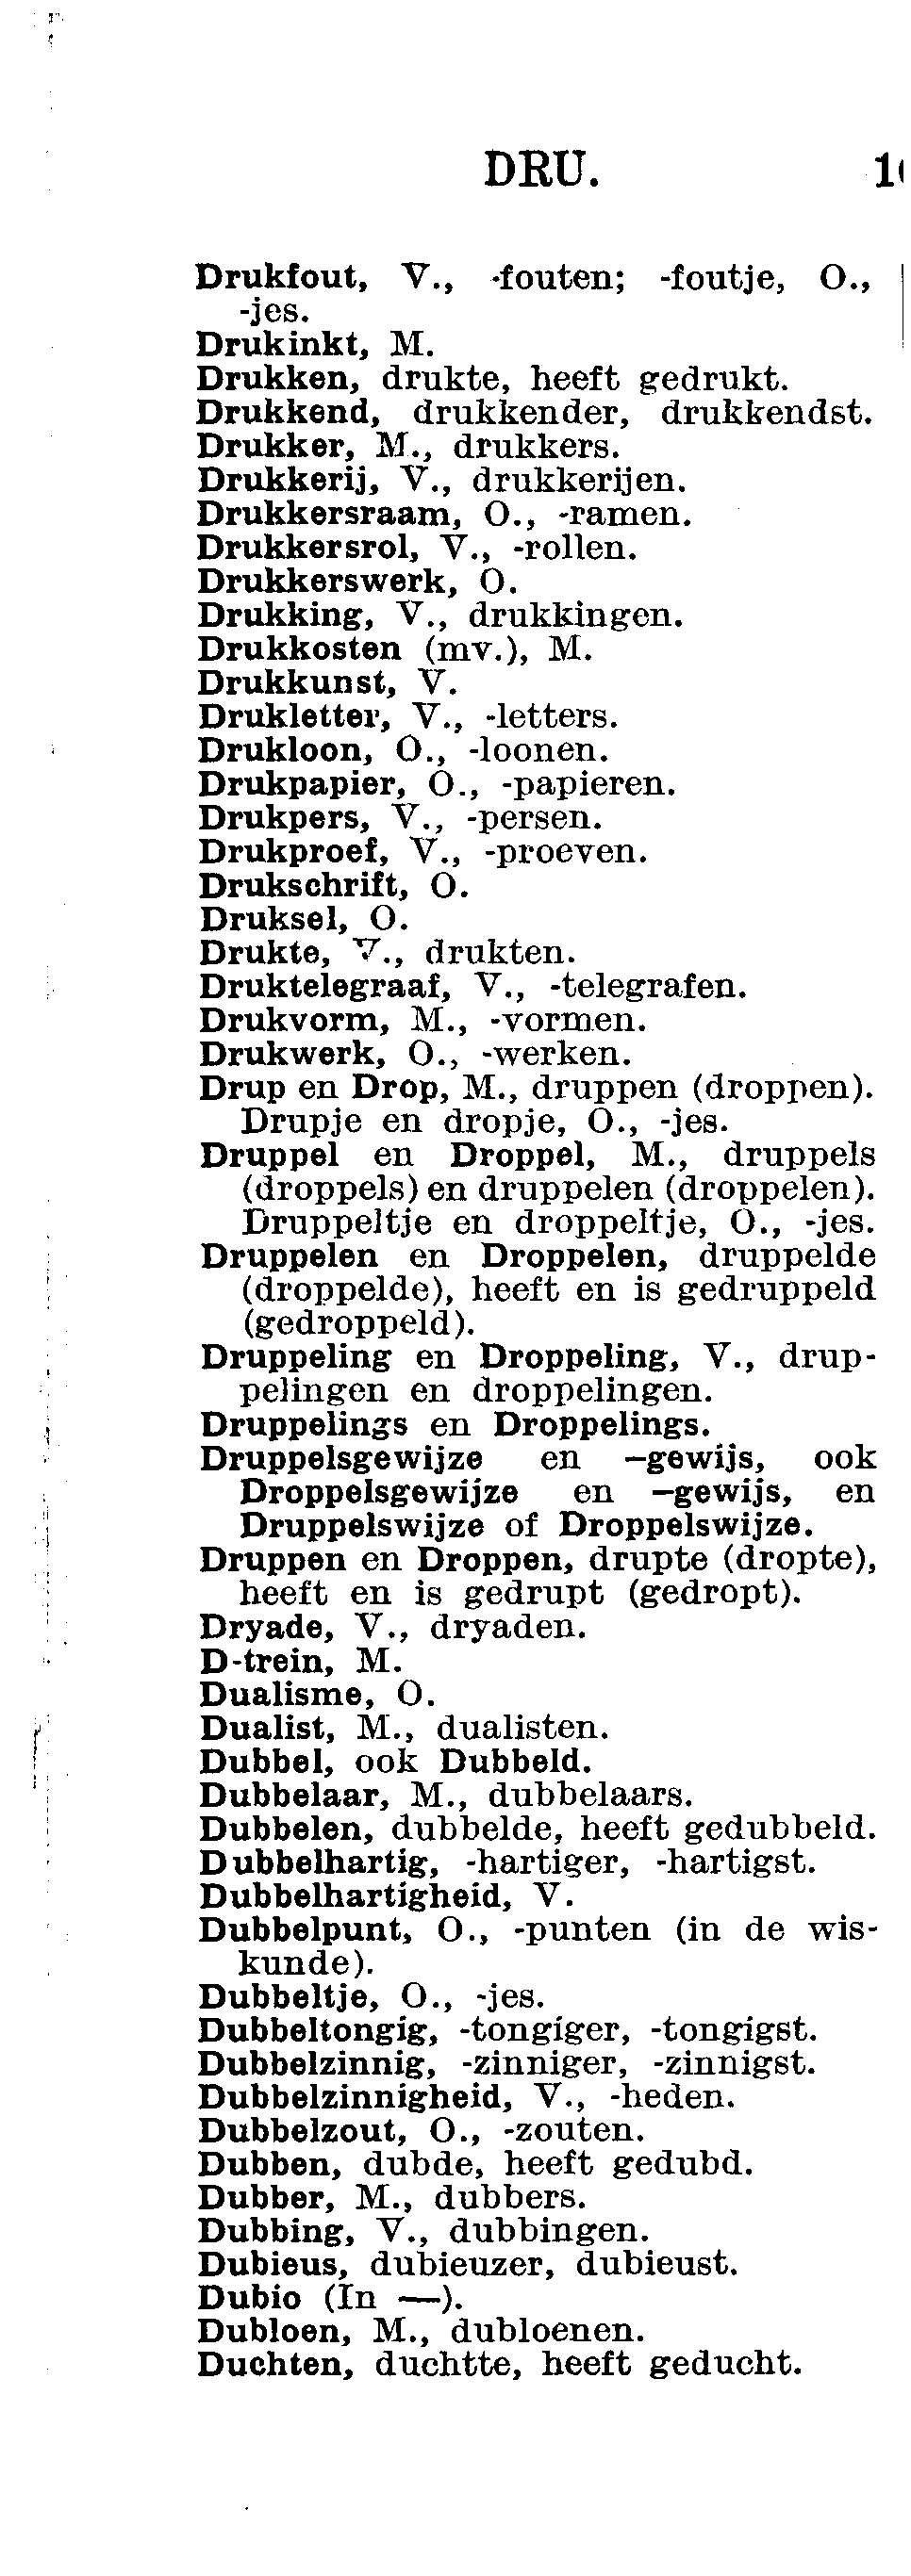 DRU.
Drukfout, V., -fouten; -foutje, O.,
-jes.
Drukinkt, M.
Drukken, drukte, heeft gedrukt.
Drukkend, drukkender, drukkendst.
Drukker, M., drukkers.
Drukkerij, V., drukkerijen.
Drukkersraam, O., -ramen.
Drukkersrol, V., -rollen.
Drukkerswerk, O.
Drukking, V., drukkingen.
Drukkosten (mv.), M.
Drukkunst, V.
Drukletter, V., -letters.
Drukloon, O., -loonen.
Drukpapier, O., -papieren.
Drukpers, V., -persen.
Drukproef, V., -proeven.
Drukschrift, O.
Druksel, O.
Drukte, V., drukten.
Druktelegraaf, V., -telegrafen.
Drukvorm, M., -vormen.
Drukwerk, O., -werken.
Drup en Drop, M., druppen (droppen).
Drupje en dropje, O., -jes.
Druppel en Droppel, M., druppels
(droppels) en druppelen (droppelen).
Druppeltje en droppeltje, O., -jes.
Druppelen en Droppelen, druppelde
(droppelde), heeft en is gedruppeld
(gedroppeld).
Druppeling en Droppeling, V., drup-
pelingen en droppelingen.
Druppelings en Droppelings.
Druppelsgewijze en —gewijs, ook
Droppelsgewijze en —gewijs, en
Druppelswijze of Droppelswijze.
Druppen en Droppen, drupte (dropte),
heeft en is gedrupt (gedropt).
Dryade, V., dryaden.
D-trein, M.
Dualisme, O.
Dualist, M., dualisten.
Dubbel, ook Dubbeld.
Dubbelaar, M., dubbelaars.
Dubbelen, dubbelde, heeft gedubbeld.
Dubbelhartig, -hartiger, -hartigst.
Dubbelhartigheid, V.
Dubbelpunt, O., -punten (in de wis-
kunde).
Dubbeltje, O., -jes.
Dubbeltongig, -tongiger, -tongigst.
Dubbelzinnig, -zinniger, -zinnigst.
Dubbelzinnigheid, V., -heden.
Dubbelzout, O., -zouten.
Dubben, dubde, heeft gedubd.
Dubber, M., dubbers.
Dubbing, V., dubbingen.
Dubieus, dubieuzer, dubieust.
Dubio (In —).
Dubloen, M., dubloenen.
Duchten, duchtte, heeft geducht.